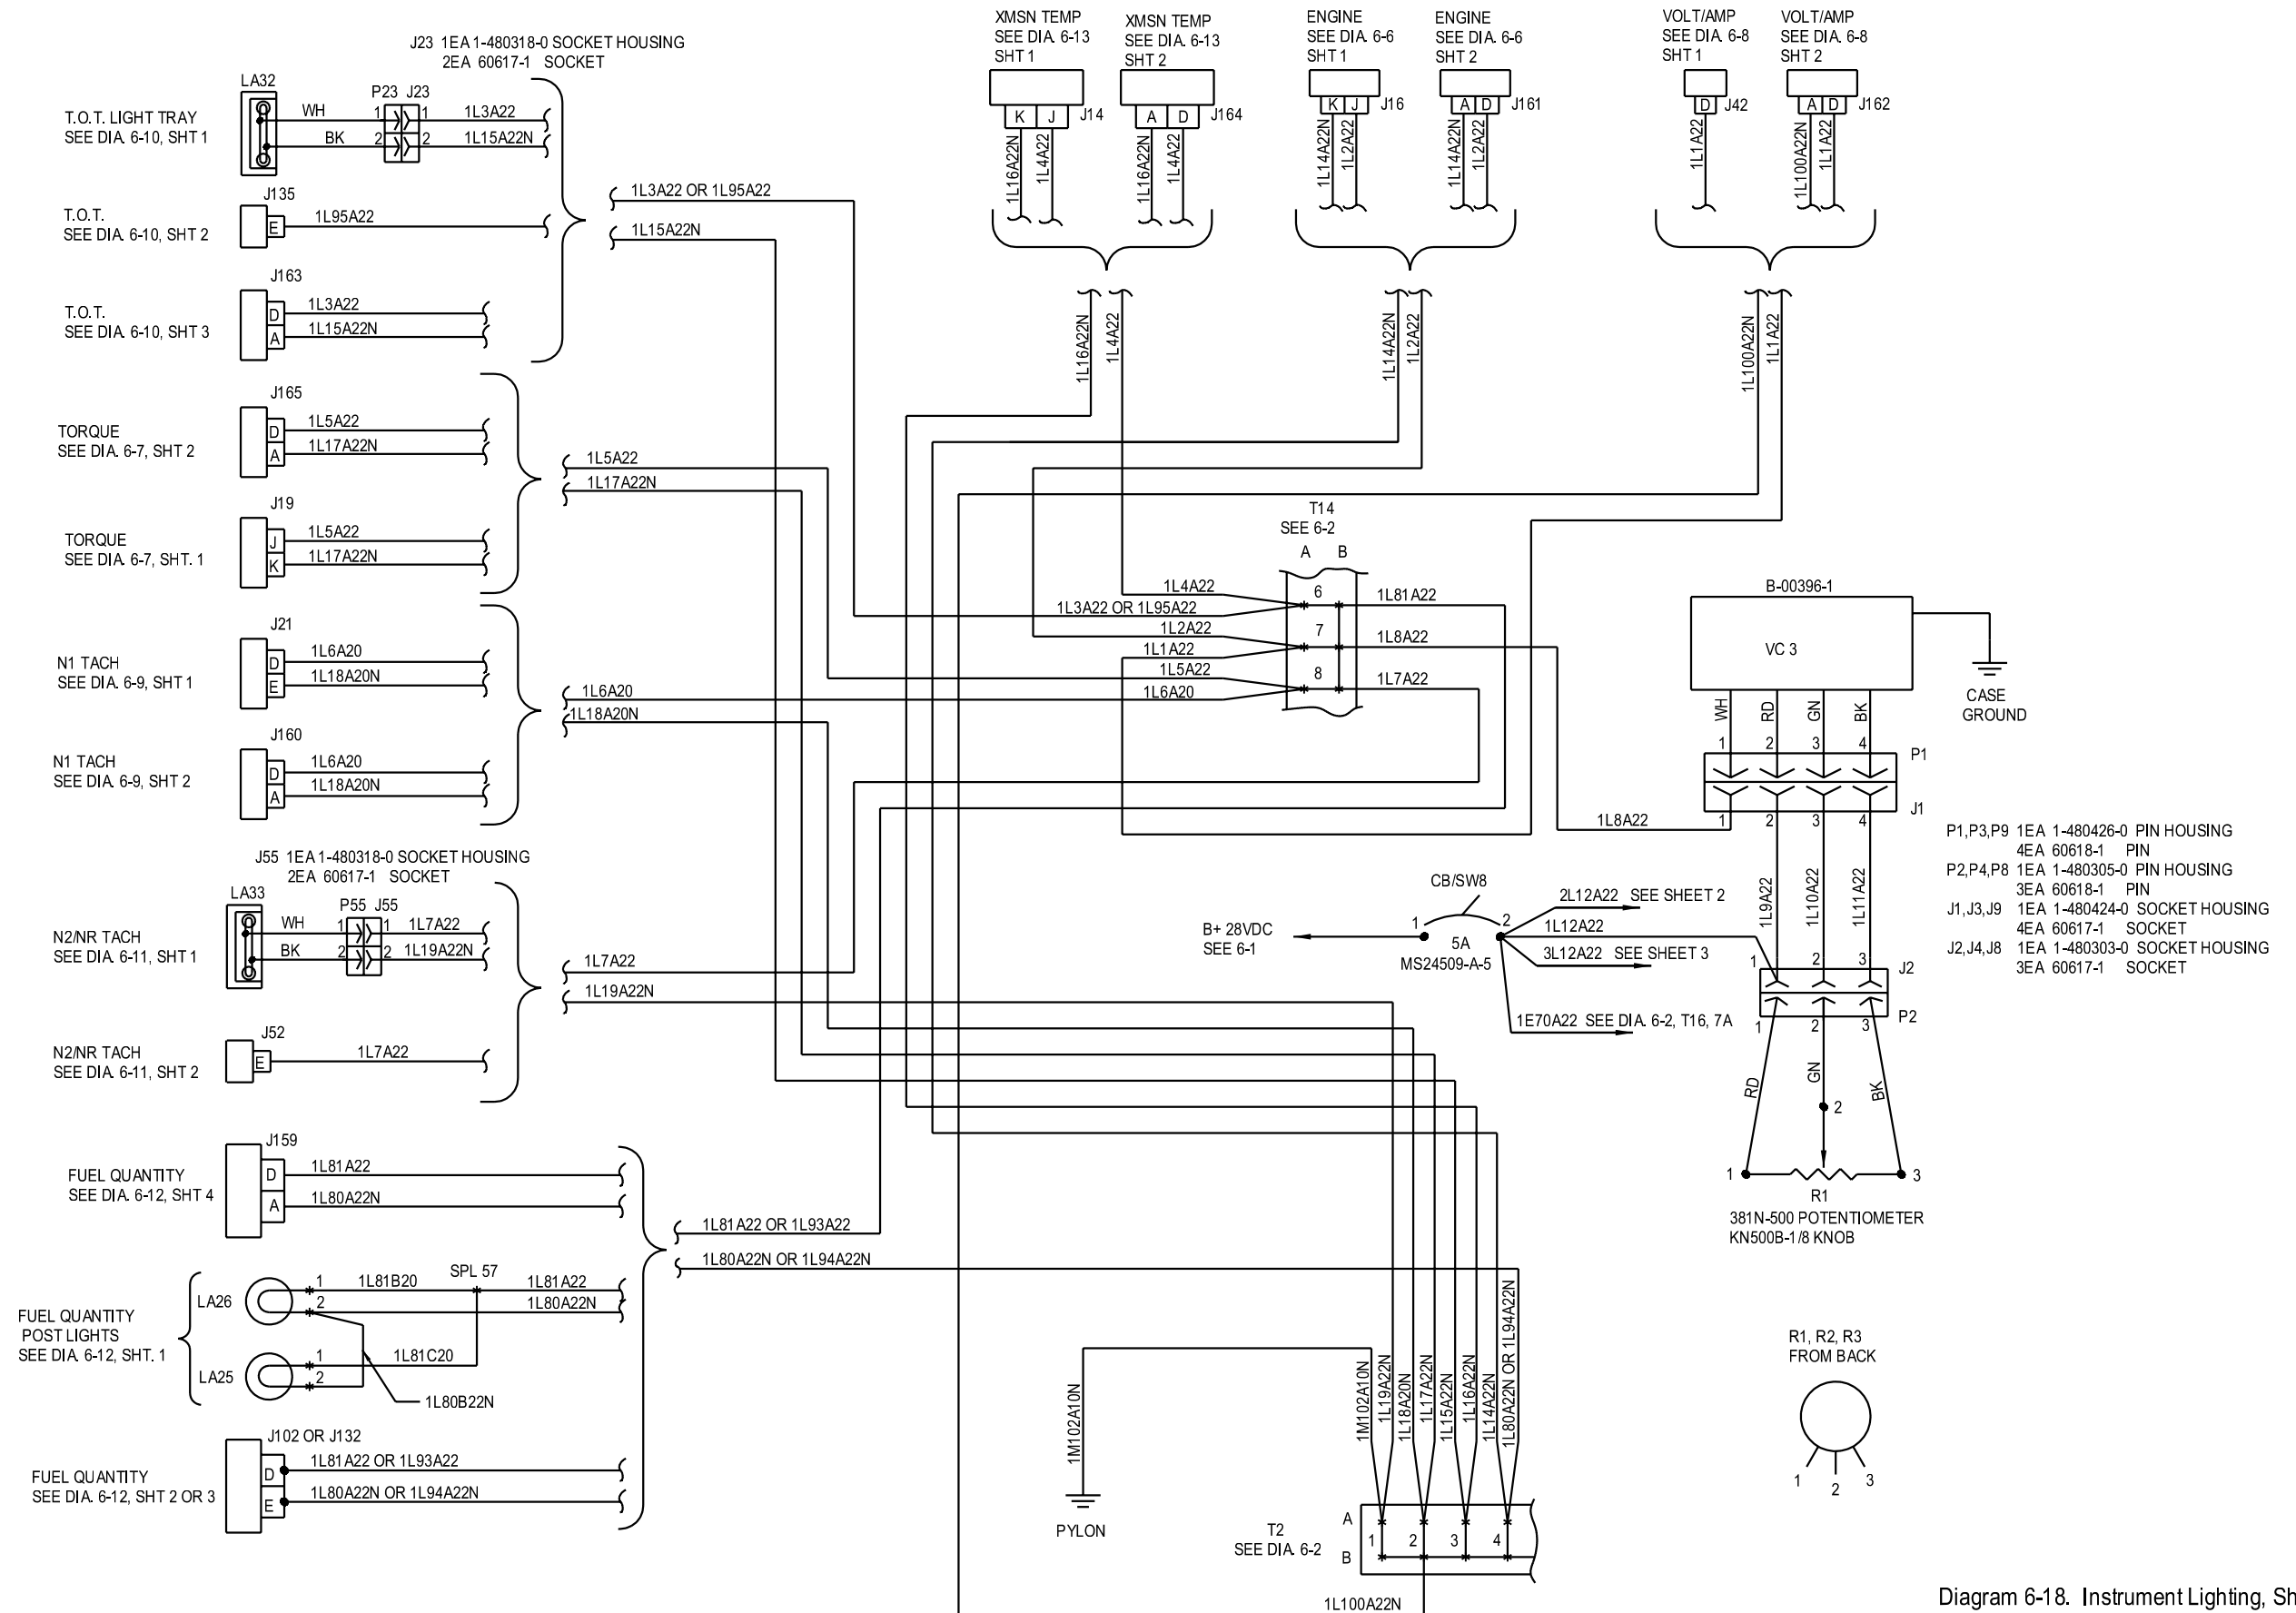 J23 1EA 1-480318-0 SOCKET HOUSING
2EA 60617-1 SOCKET
LA32
P23 J23
T.O.T. LIGHT TRAY
SEE DIA. 6-10, SHT 1
WH
1
1
1L3A22
BK
2
2
1L15A22N
J135
T.O.T.
SEE DIA. 6-10, SHT 2
E
1L95A22
J163
T.O.T.
SEE DIA. 6-10, SHT 3
D
1L3A22
A
1L15A22N
1L3A22 OR 1L95A22
1L15A22N
J165
TORQUE
SEE DIA. 6-7, SHT 2
D
1L5A22
A
1L17A22N
J19
TORQUE
SEE DIA. 6-7, SHT. 1
J
1L5A22
K
1L17A22N
1L5A22
1L17A22N
J21
N1 TACH
SEE DIA. 6-9, SHT 1
D
1L6A20
E
1L18A20N
J160
N1 TACH
SEE DIA. 6-9, SHT 2
D
1L6A20
A
1L18A20N
1L6A20
1L18A20N
J55 1EA 1-480318-0 SOCKET HOUSING
2EA 60617-1 SOCKET
LA33
P55 J55
N2/NR TACH
SEE DIA. 6-11, SHT 1
WH
1
1
1L7A22
BK
2
2
1L19A22N
J52
N2/NR TACH
SEE DIA. 6-11, SHT 2
E
1L7A22
1L7A22
1L19A22N
J159
FUEL QUANTITY
SEE DIA. 6-12, SHT 4
D
1L81A22
A
1L80A22N
1L81A22 OR 1L93A22
1L80A22N OR 1L94A22N
FUEL QUANTITY
POST LIGHTS
SEE DIA. 6-12, SHT. 1
LA26
1
1L81B20
SPL 57
1L81A22
2
1L80A22N
LA25
1
1L81C20
2
1L80B22N
J102 OR J132
FUEL QUANTITY
SEE DIA. 6-12, SHT 2 OR 3
D
1L81A22 OR 1L93A22
E
1L80A22N OR 1L94A22N
XMSN TEMP
SEE DIA. 6-13
SHT 1
K J
J14
1L16A22N
1L4A22
XMSN TEMP
SEE DIA. 6-13
SHT 2
A D
J164
1L16A22N
1L4A22
ENGINE
SEE DIA. 6-6
SHT 1
K J
J16
1L14A22N
1L2A22
ENGINE
SEE DIA. 6-6
SHT 2
A D
J161
1L14A22N
1L2A22
VOLT/AMP
SEE DIA. 6-8
SHT 1
D
J42
1L1A22
VOLT/AMP
SEE DIA. 6-8
SHT 2
A D
J162
1L100A22N
1L1A22
1L16A22N
1L4A22
1L14A22N
1L2A22
1L100A22N
1L1A22
T14
SEE 6-2
A B
1L4A22
6
1L81A22
1L3A22 OR 1L95A22
1L2A22
7
1L8A22
1L1A22
1L5A22
8
1L7A22
1L6A20
B-00396-1
VC 3
CASE
GROUND
WH
RD
GN
BK
1 2 3 4
P1
J1
1 2 3 4
1L8A22
1L9A22
1L10A22
1L11A22
P1,P3,P9 1EA 1-480426-0 PIN HOUSING
4EA 60618-1 PIN
P2,P4,P8 1EA 1-480305-0 PIN HOUSING
3EA 60618-1 PIN
J1,J3,J9 1EA 1-480424-0 SOCKET HOUSING
4EA 60617-1 SOCKET
J2,J4,J8 1EA 1-480303-0 SOCKET HOUSING
3EA 60617-1 SOCKET
CB/SW8
B+ 28VDC
SEE 6-1
1
2
5A
MS24509-A-5
2L12A22 SEE SHEET 2
1L12A22
3L12A22 SEE SHEET 3
1E70A22 SEE DIA. 6-2, T16, 7A
1 2 3
J2
P2
1 2 3
RD
GN
BK
2
1
3
R1
381N-500 POTENTIOMETER
KN500B-1/8 KNOB
R1, R2, R3
FROM BACK
1
2
3
1M102A10N
PYLON
1M102A10N
1L19A22N
1L18A20N
1L17A22N
1L15A22N
1L16A22N
1L14A22N
1L80A22N OR 1L94A22N
T2
SEE DIA. 6-2
A
1 2 3 4
B
1L100A22N
Diagram 6-18. Instrument Lighting, Sh